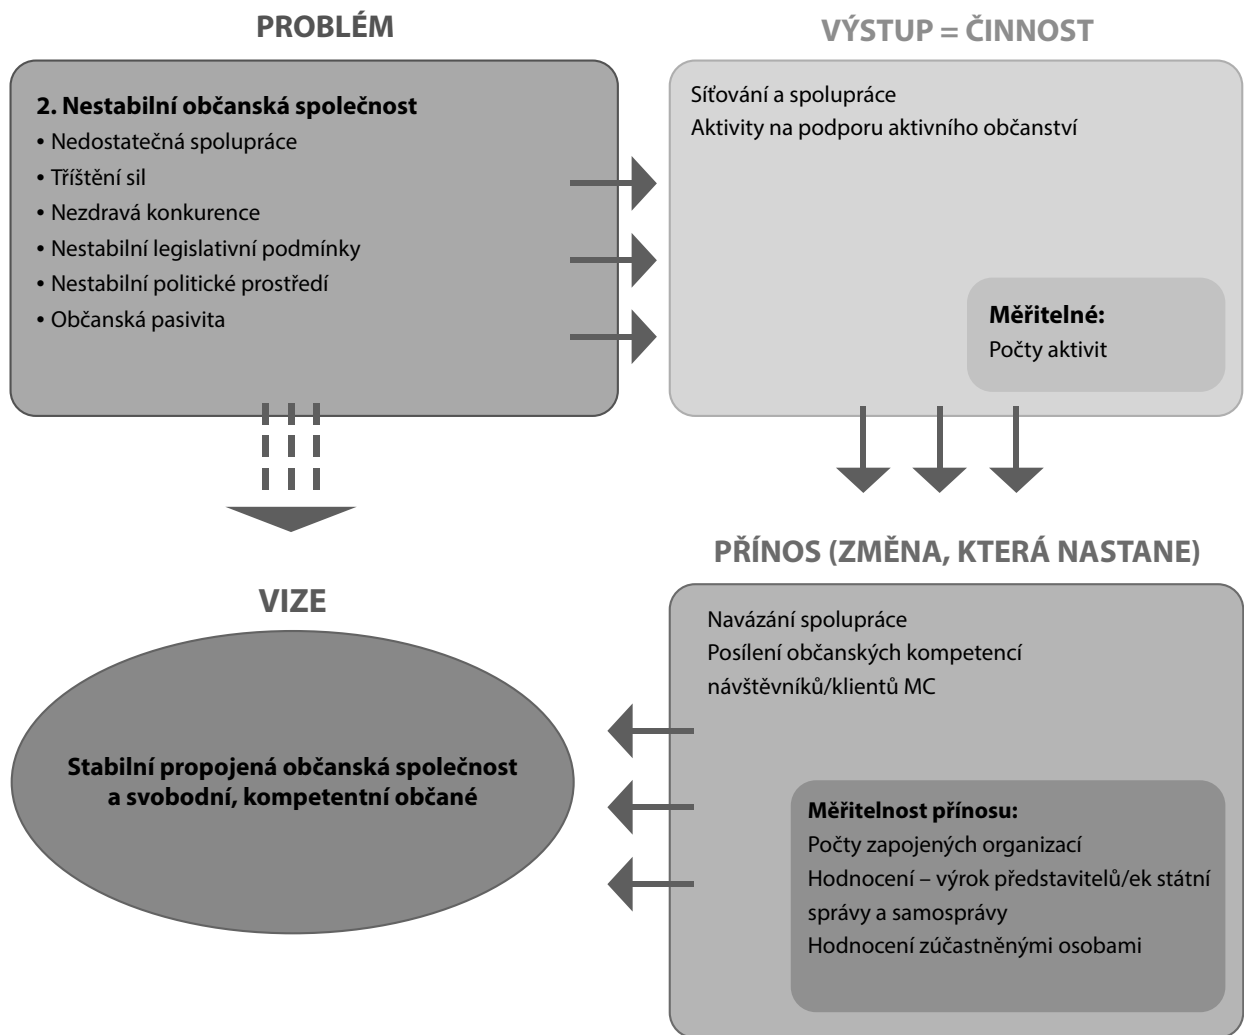 PROBLÉM
2. Nestabilní občanská společnost
• Nedostatečná spolupráce
• Tříštění sil
• Nezdravá konkurence
• Nestabilní legislativní podmínky
• Nestabilní politické prostředí
• Občanská pasivita
VÝSTUP = ČINNOST
Síťování a spolupráce
Aktivity na podporu aktivního občanství
Měřitelné:
Počty aktivit
PŘÍNOS (ZMĚNA, KTERÁ NASTANE)
Navázání spolupráce
Posílení občanských kompetencí
návštěvníků/klientů MC
Měřitelnost přínosu:
Počty zapojených organizací
Hodnocení – výrok představitelů/ek státní
správy a samosprávy
Hodnocení zúčastněnými osobami
VIZE
Stabilní propojená občanská společnost
a svobodní, kompetentní občané